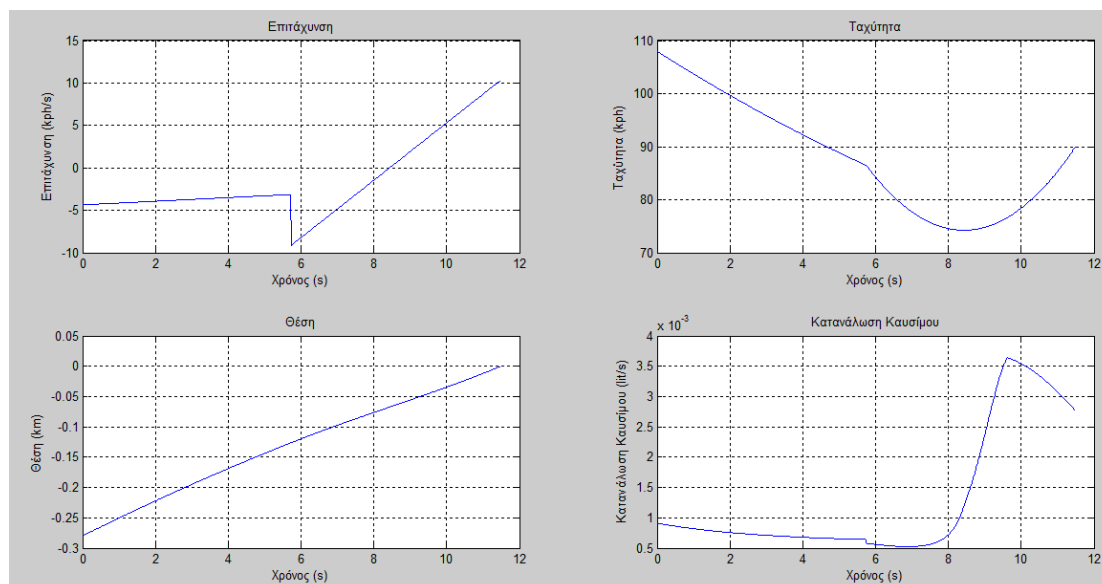 Επιτάχυνση
Επιτάχυνση (kph/s)
15
10
5
0
-5
-10
0 2 4 6 8 10 12
Χρόνος (s)
Ταχύτητα
Ταχύτητα (kph)
110
100
90
80
70
0 2 4 6 8 10 12
Χρόνος (s)
Θέση
Θέση (km)
0.05
0
-0.05
-0.1
-0.15
-0.2
-0.25
-0.3
0 2 4 6 8 10 12
Χρόνος (s)
Κατανάλωση Καυσίμου
x 10^-3
Κατανάλωση Καυσίμου (lit/s)
4
3.5
3
2.5
2
1.5
1
0.5
0 2 4 6 8 10 12
Χρόνος (s)